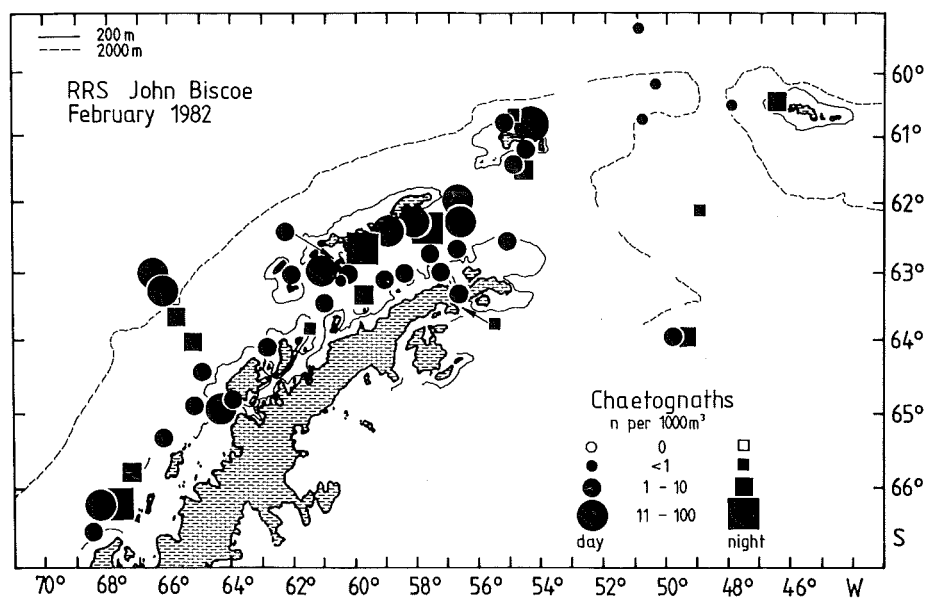 200 m
2000 m
RRS John Biscoe
February 1982
60°
61°
62°
63°
64°
65°
66°
S
Chaetognaths
n per 1000m³
0
<1
1 - 10
11 - 100
day night
70° 68° 66° 64° 62° 60° 58° 56° 54° 52° 50° 48° 46° W